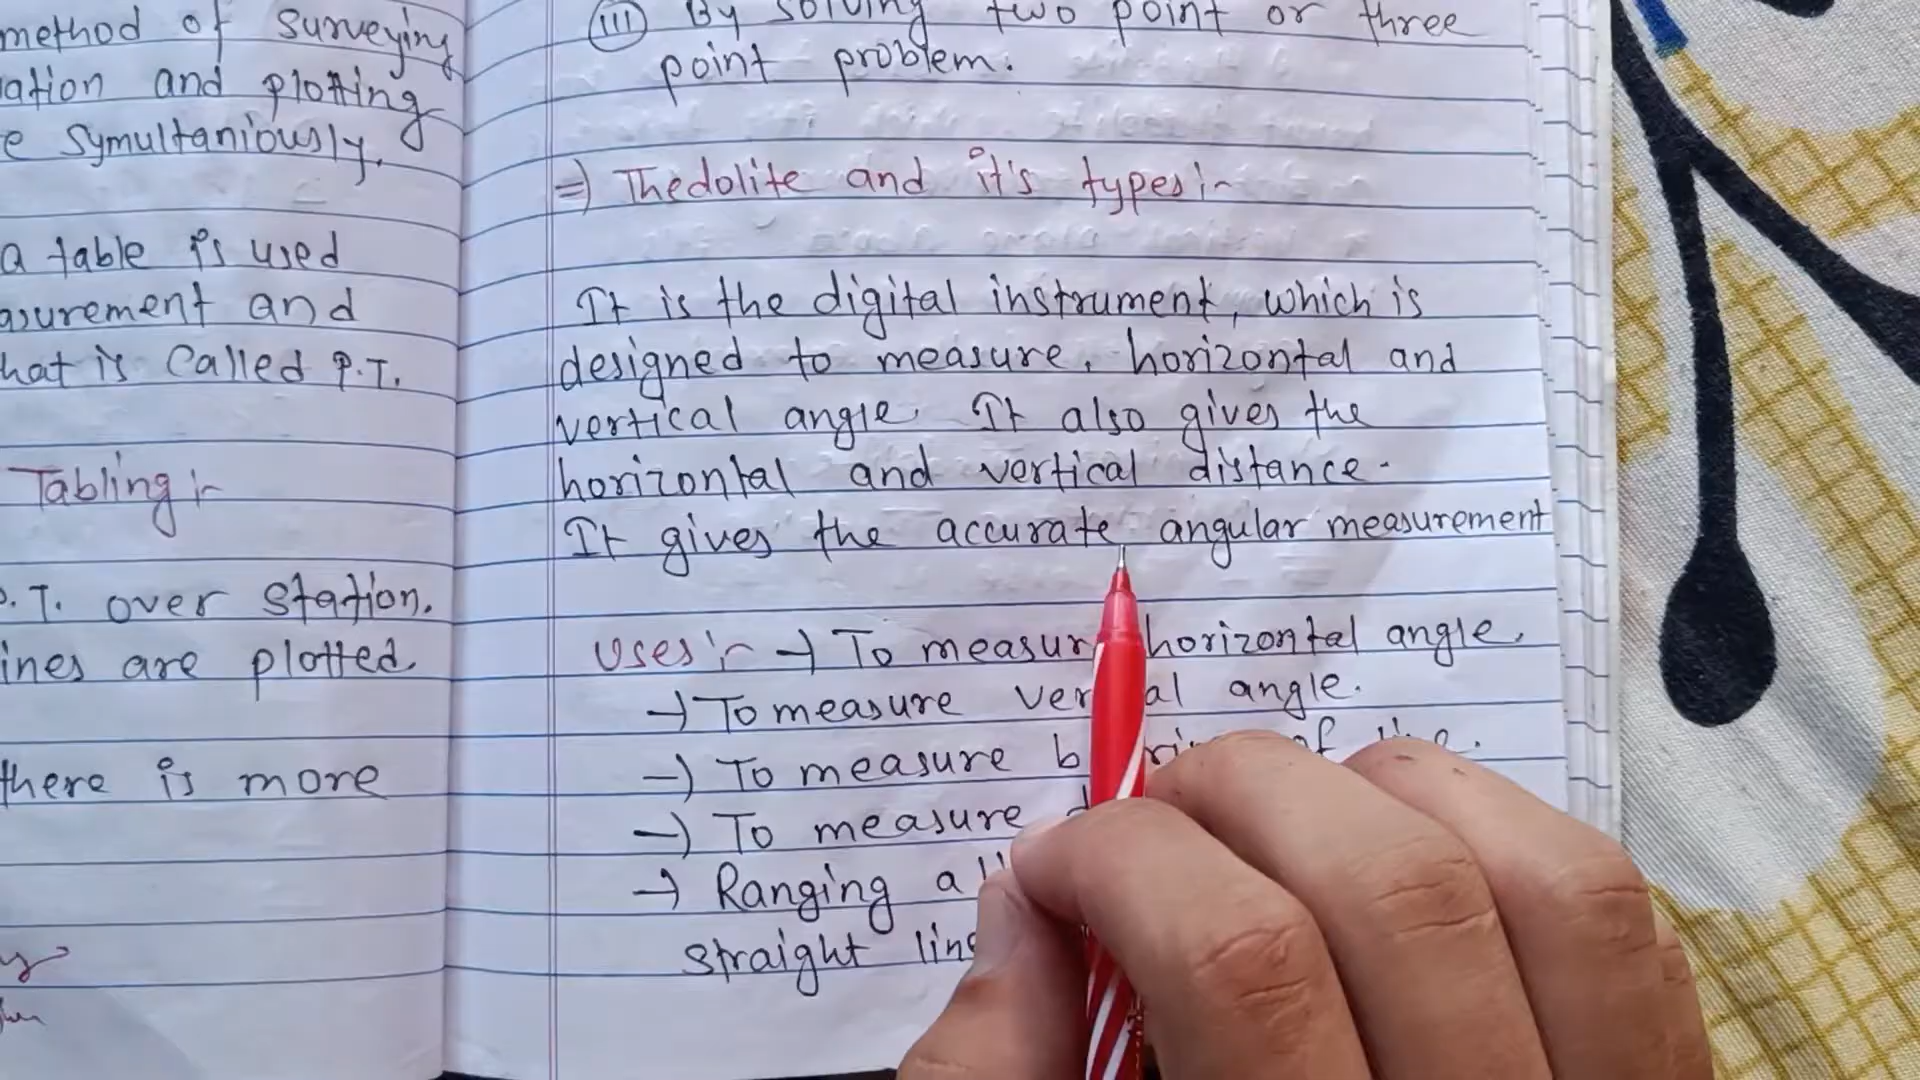 method of surveying
ation and plotting
e Symultaniously.
a table is used
asurement and
hat is Called P.T.
Tabling :-
P.T. over station.
ines are plotted
there is more
(III) By solving two point or three
point problem.
=) Thedolite and it's types :-
It is the digital instrument, which is
designed to measure, horizontal and
vertical angle. It also gives the
horizontal and vertical distance.
It gives the accurate angular measurement
Uses :- → To measur horizontal angle.
→ To measure ver al angle.
→ To measure b of
→ To measure
→ Ranging a
straight line